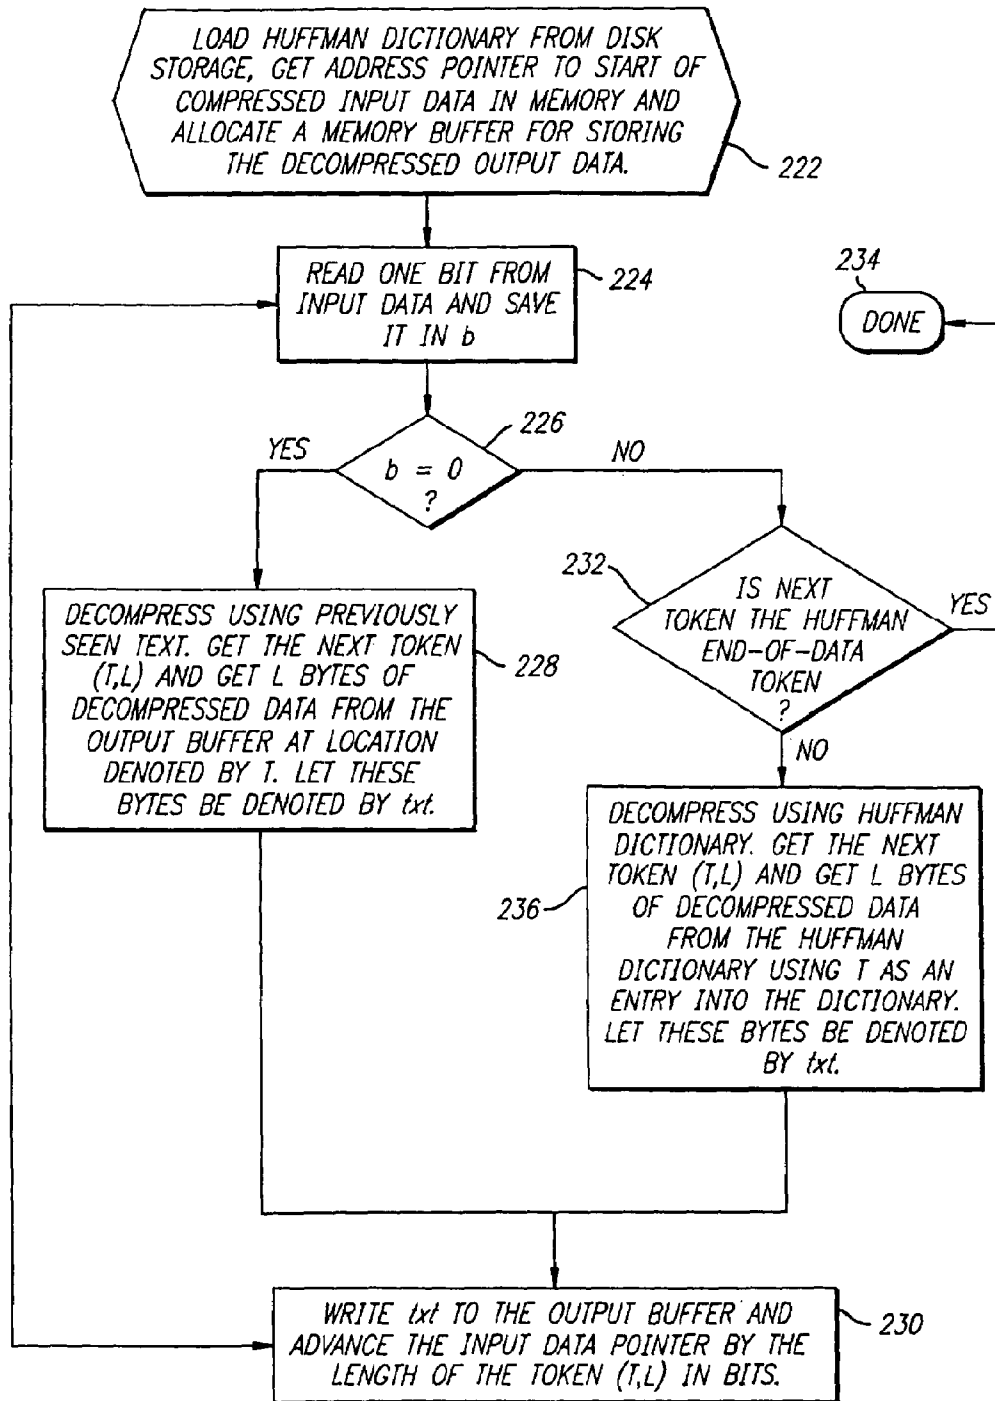 LOAD HUFFMAN DICTIONARY FROM DISK
STORAGE, GET ADDRESS POINTER TO START OF
COMPRESSED INPUT DATA IN MEMORY AND
ALLOCATE A MEMORY BUFFER FOR STORING
THE DECOMPRESSED OUTPUT DATA.
222
READ ONE BIT FROM
INPUT DATA AND SAVE
IT IN b
224
234
DONE
226
YES
b = 0
?
NO
232
IS NEXT
TOKEN THE HUFFMAN
END-OF-DATA
TOKEN
?
YES
NO
DECOMPRESS USING PREVIOUSLY
SEEN TEXT. GET THE NEXT TOKEN
(T,L) AND GET L BYTES OF
DECOMPRESSED DATA FROM THE
OUTPUT BUFFER AT LOCATION
DENOTED BY T. LET THESE
BYTES BE DENOTED BY txt.
228
DECOMPRESS USING HUFFMAN
DICTIONARY. GET THE NEXT
TOKEN (T,L) AND GET L BYTES
OF DECOMPRESSED DATA
FROM THE HUFFMAN
DICTIONARY USING T AS AN
ENTRY INTO THE DICTIONARY.
LET THESE BYTES BE DENOTED
BY txt.
236
WRITE txt TO THE OUTPUT BUFFER AND
ADVANCE THE INPUT DATA POINTER BY THE
LENGTH OF THE TOKEN (T,L) IN BITS.
230